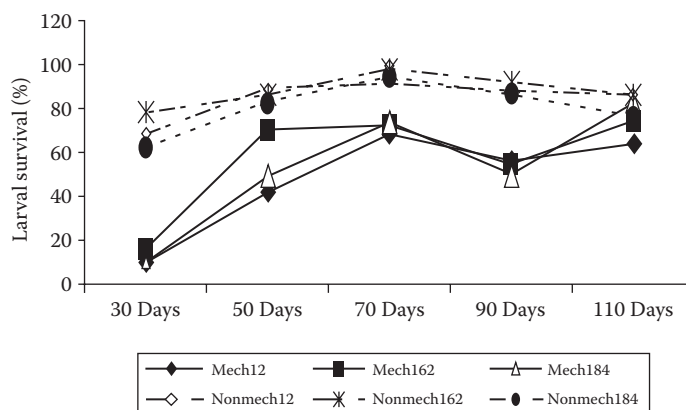 120
100
80
60
40
20
0
Larval survival (%)
30 Days 50 Days 70 Days 90 Days 110 Days
Mech12 Mech162 Mech184
Nonmech12 Nonmech162 Nonmech184